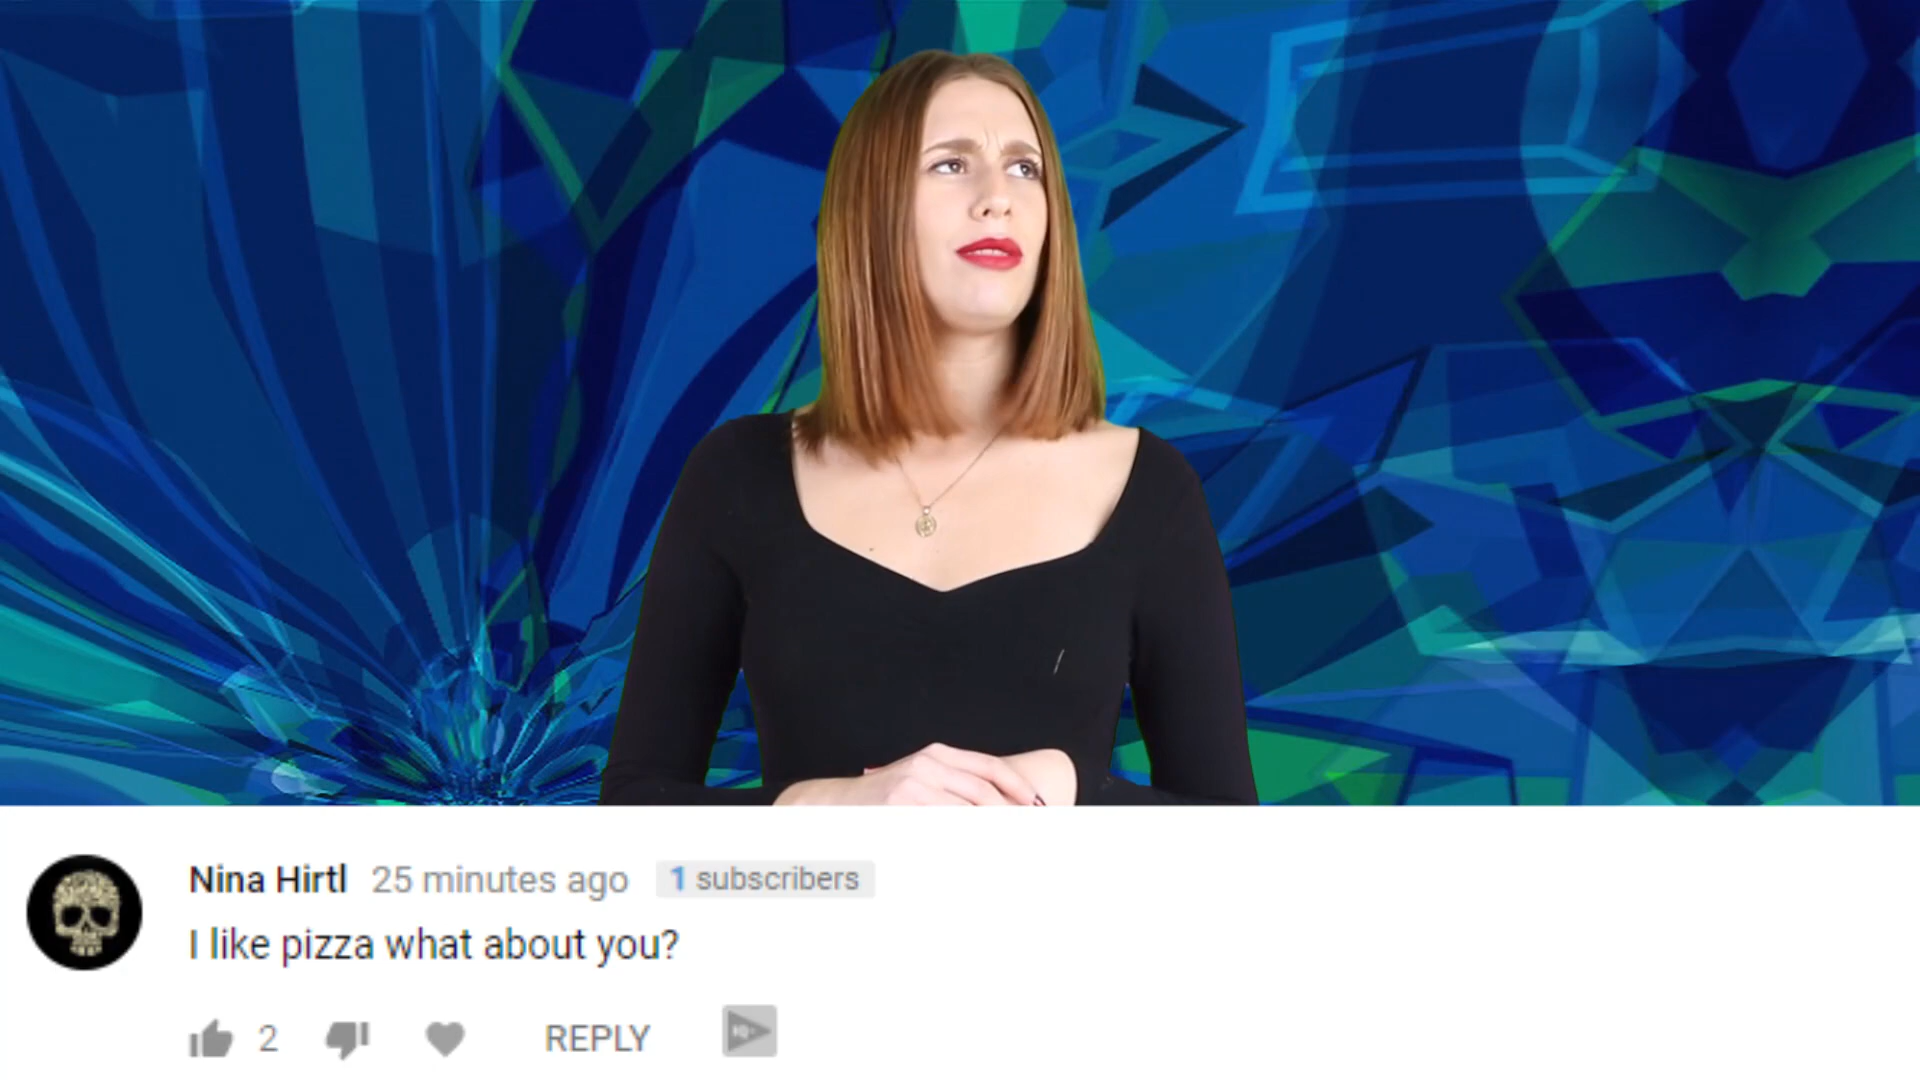 Nina Hirtl 25 minutes ago 1 subscribers
I like pizza what about you?
2 REPLY